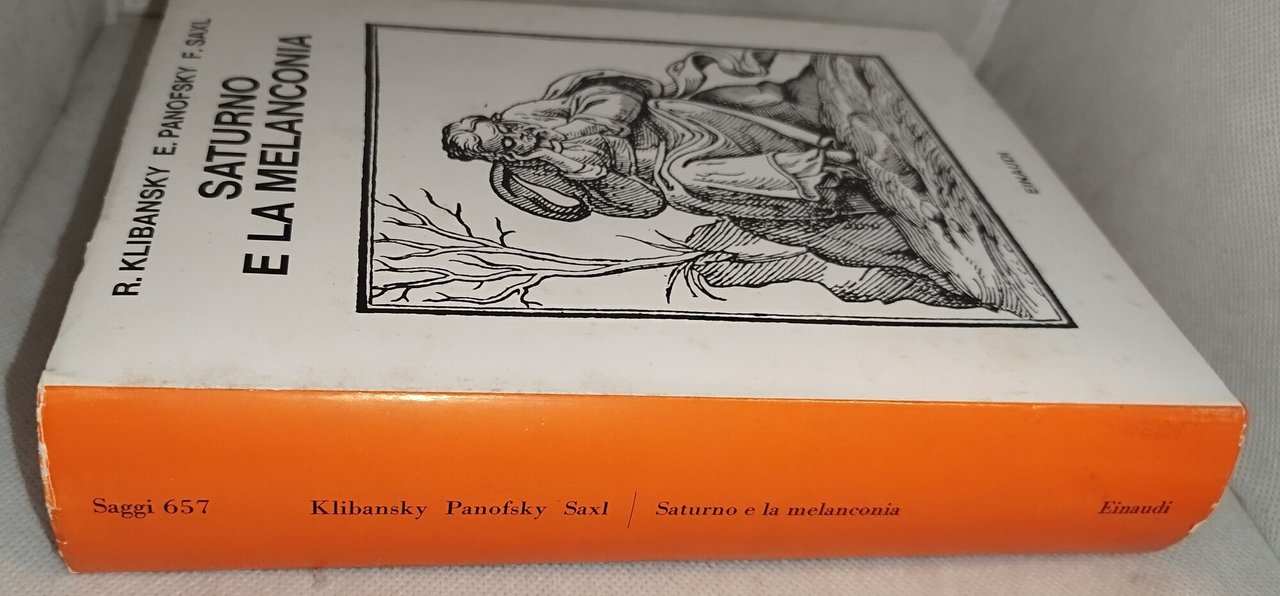 R. KLIBANSKY E. PANOFSKY F. SAXL
SATURNO
E LA MELANCONIA
EINAUDI
Saggi 657 Klibansky Panofsky Saxl / Saturno e la melanconia Einaudi